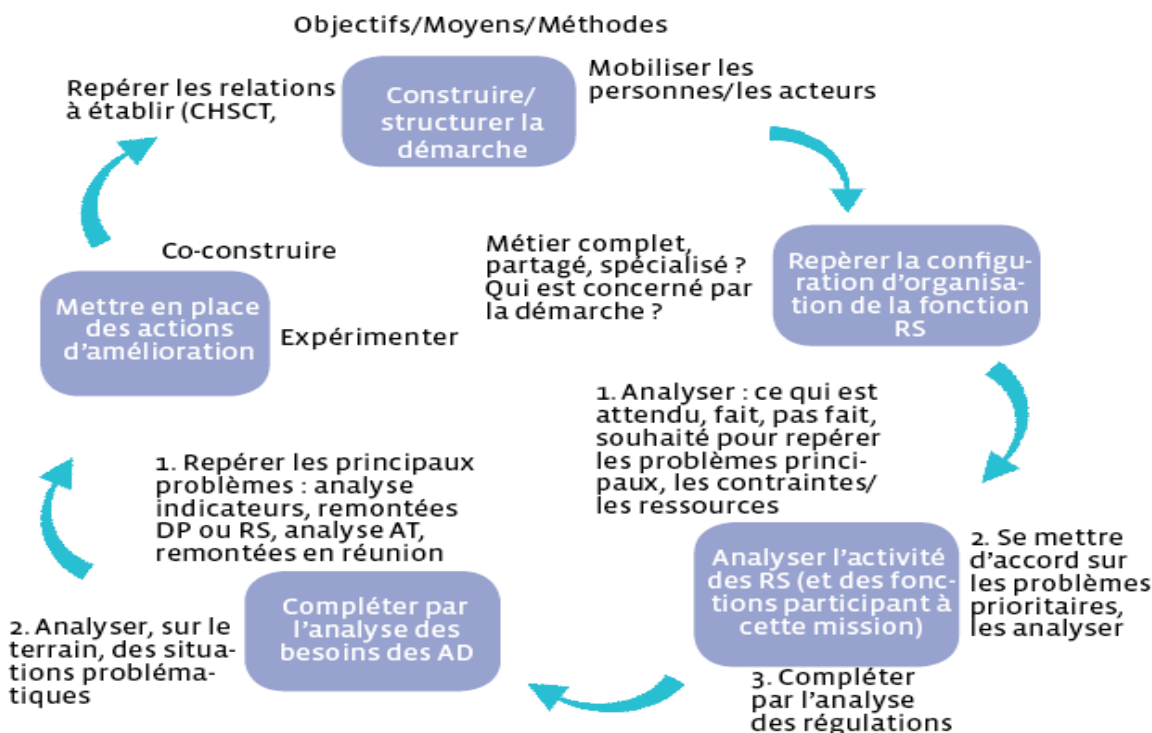 Objectifs/Moyens/Méthodes
Repérer les relations
à établir (CHSCT,
Construire/
structurer la
démarche
Mobiliser les
personnes/les acteurs
Métier complet,
partagé, spécialisé ?
Qui est concerné par
la démarche ?
Repèrer la configu-
ration d'organisa-
tion de la fonction
RS
1. Analyser : ce qui est
attendu, fait, pas fait,
souhaité pour repérer
les problèmes princi-
paux, les contraintes/
les ressources
Analyser l'activité
des RS (et des fonc-
tions participant à
cette mission)
2. Se mettre
d'accord sur
les problèmes
prioritaires,
les analyser
3. Compléter
par l'analyse
des régulations
1. Repérer les principaux
problèmes : analyse
indicateurs, remontées
DP ou RS, analyse AT,
remontées en réunion
Compléter par
l'analyse des
besoins des AD
2. Analyser, sur le
terrain, des situa-
tions probléma-
tiques
Co-construire
Mettre en place
des actions
d'amélioration
Expérimenter